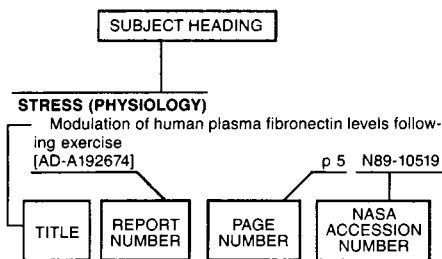 SUBJECT HEADING
STRESS (PHYSIOLOGY)
Modulation of human plasma fibronectin levels follow-
ing exercise
[AD-A192674] p 5 N89-10519
TITLE
REPORT
NUMBER
PAGE
NUMBER
NASA
ACCESSION
NUMBER